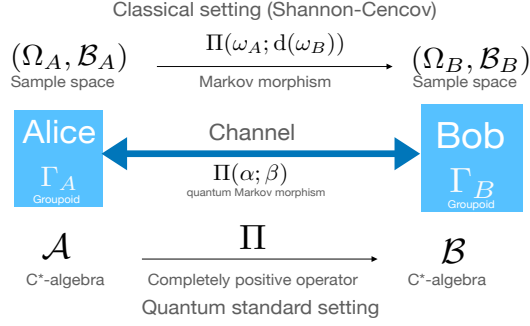 Classical setting (Shannon-Cencov)
(Ω_A, ℬ_A) Π(ω_A; d(ω_B)) (Ω_B, ℬ_B)
Sample space Markov morphism Sample space
Alice Channel Bob
Γ_A Π(α; β) Γ_B
Groupoid quantum Markov morphism Groupoid
𝒜 Π ℬ
C*-algebra Completely positive operator C*-algebra
Quantum standard setting